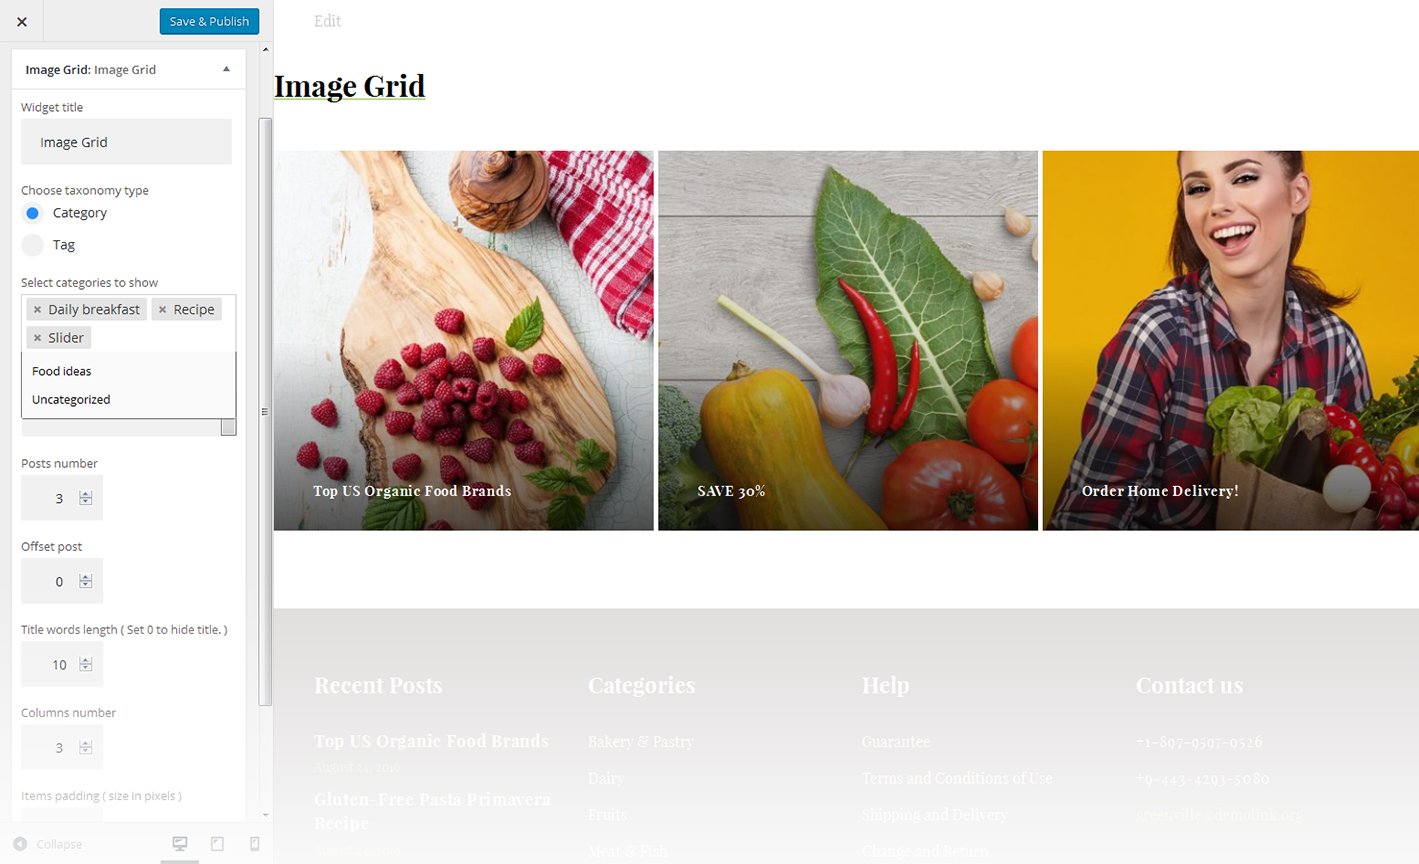 Save & Publish
Image Grid: Image Grid
Widget title
Image Grid
Choose taxonomy type
Category
Tag
Select categories to show
× Daily breakfast × Recipe
× Slider
Food ideas
Uncategorized
Posts number
3
Offset post
0
Title words length ( Set 0 to hide title. )
10
Columns number
3
Items padding ( size in pixels )
Collapse
Edit
Image Grid
Top US Organic Food Brands
SAVE 30%
Order Home Delivery!
Recent Posts
Top US Organic Food Brands
August 24, 2016
Gluten-Free Pasta Primavera
Recipe
Categories
Bakery & Pastry
Dairy
Fruits
Meat & Fish
Help
Guarantee
Terms and Conditions of Use
Shipping and Delivery
Change and Return
Contact us
+1-897-0597-0526
+9-443-4293-5080